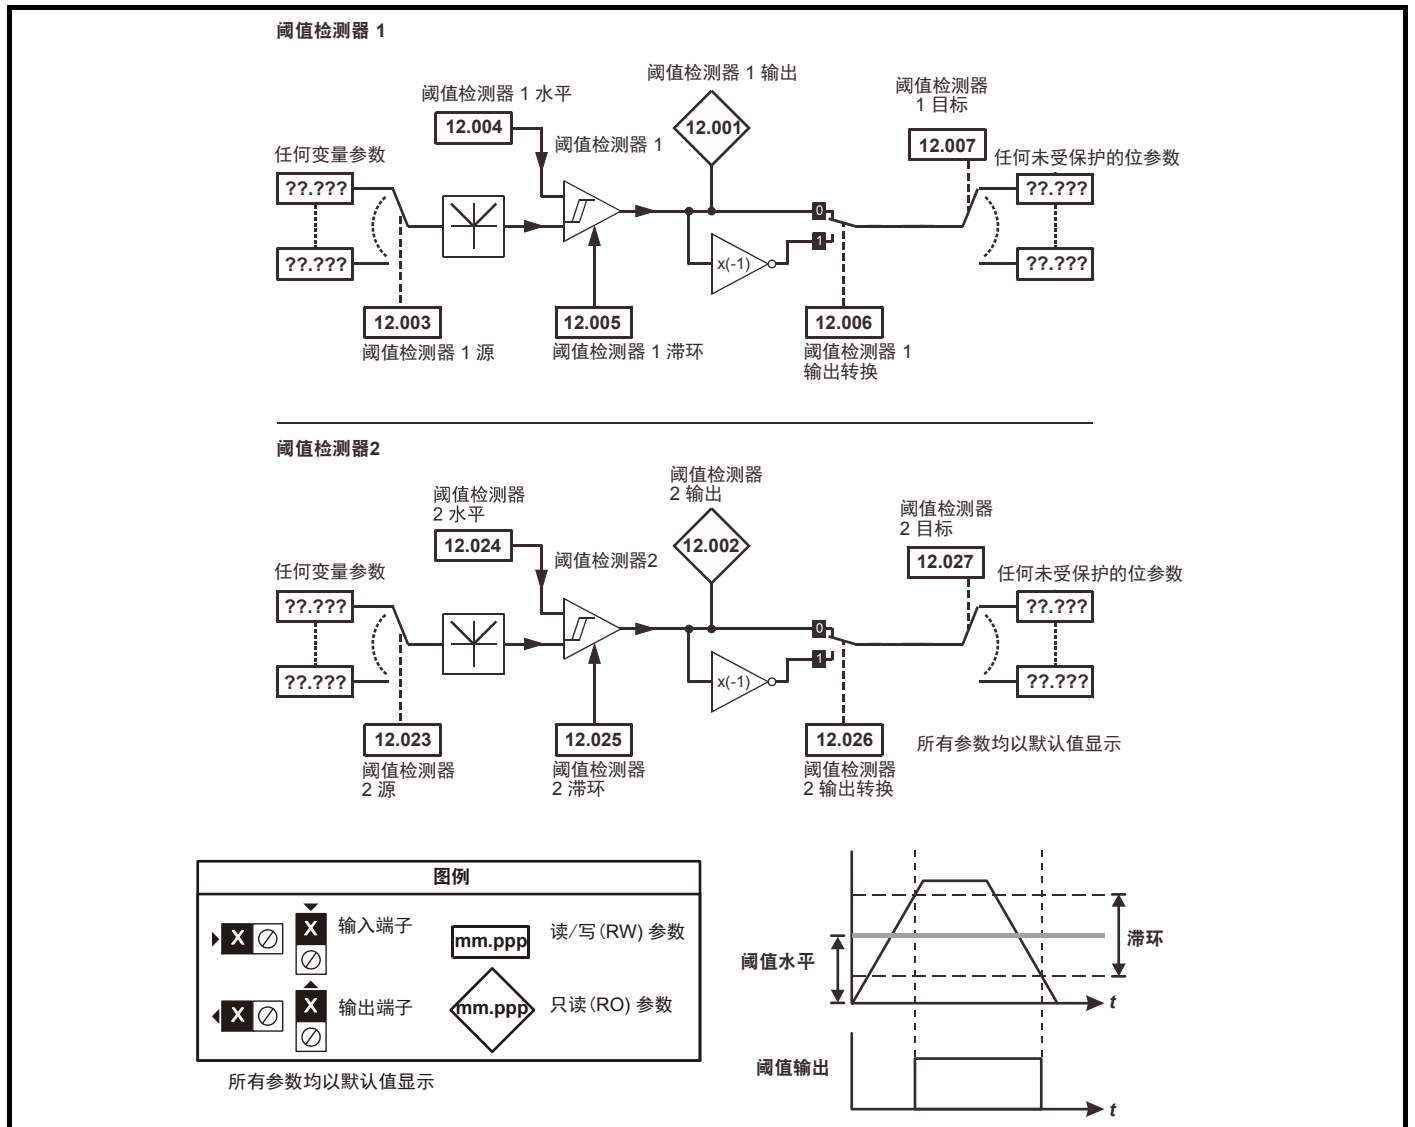 阈值检测器 1
阈值检测器 1 输出
阈值检测器 1 水平
阈值检测器
1 目标
12.004
12.001
12.007
阈值检测器 1
任何变量参数
任何未受保护的位参数
??.???
??.???
0
1
x(-1)
??.???
??.???
12.003
12.005
12.006
阈值检测器 1 源
阈值检测器 1 滞环
阈值检测器 1
输出转换
阈值检测器2
阈值检测器
2 输出
阈值检测器
2 水平
阈值检测器
2 目标
12.024
12.002
12.027
阈值检测器2
任何变量参数
任何未受保护的位参数
??.???
??.???
0
1
x(-1)
??.???
??.???
12.023
12.025
12.026
所有参数均以默认值显示
阈值检测器
2 源
阈值检测器
2 滞环
阈值检测器
2 输出转换
图例
X
X
输入端子
mm.ppp
读/写(RW) 参数
X
X
输出端子
mm.ppp
只读(RO) 参数
所有参数均以默认值显示
滞环
阈值水平
t
阈值输出
t